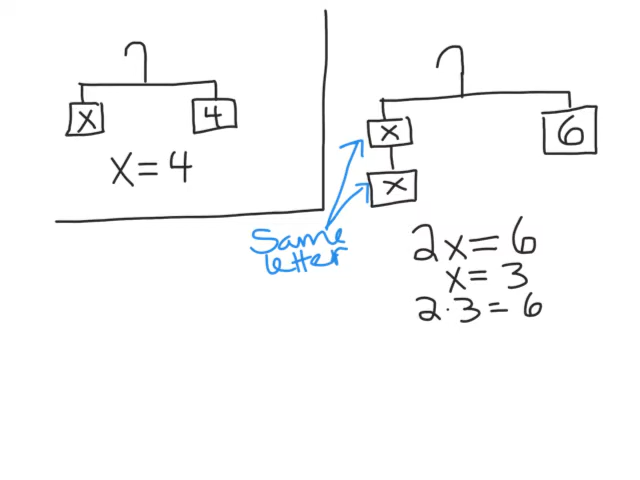 x
4
x = 4
x
6
x
Same
letter
2x = 6
x = 3
2 · 3 = 6